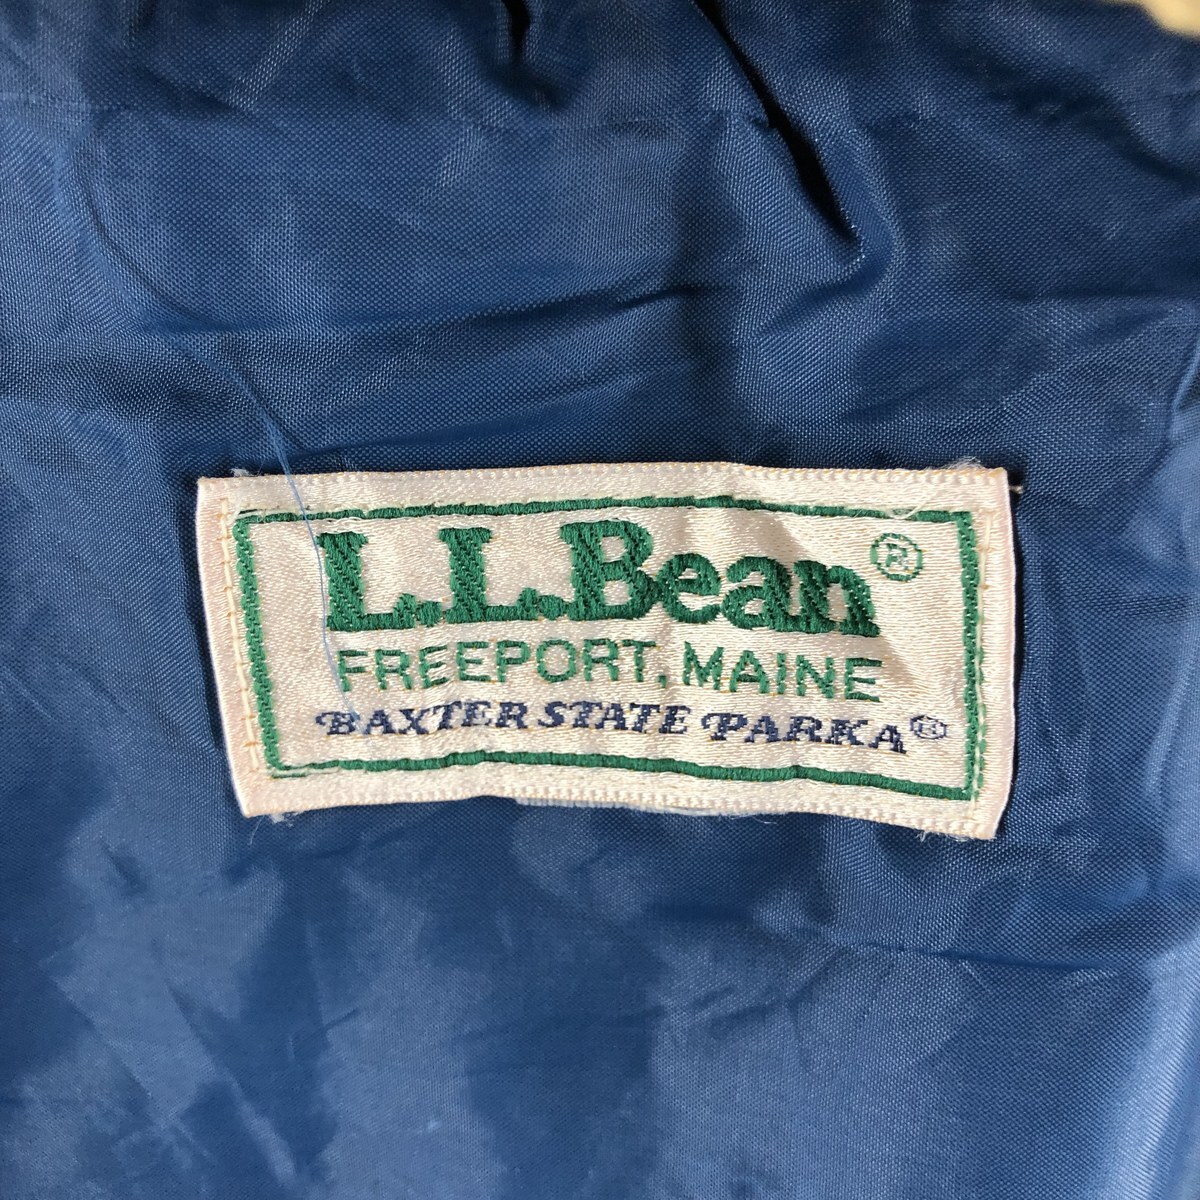 L.L.Bean®
FREEPORT, MAINE
BAXTER STATE PARKA®